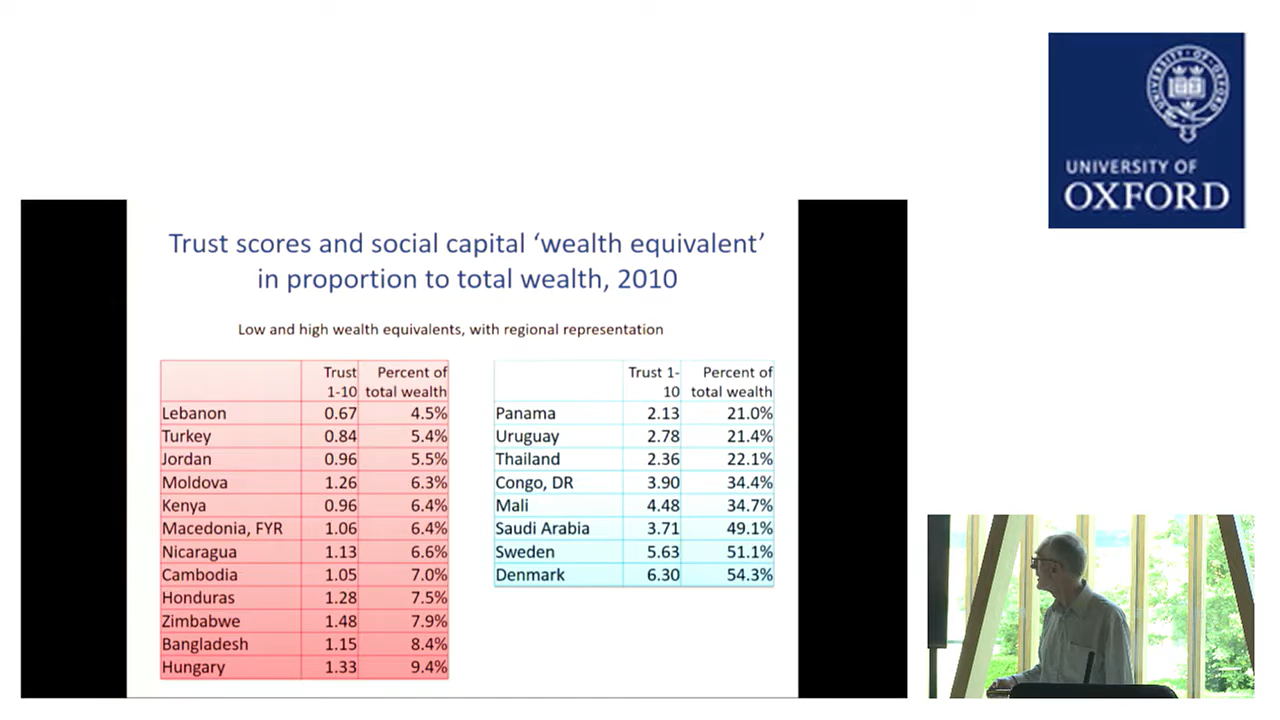 UNIVERSITY OF OXFORD
UNIVERSITY OF
OXFORD
Trust scores and social capital ‘wealth equivalent’
in proportion to total wealth, 2010
Low and high wealth equivalents, with regional representation
Trust 1-10 Percent of total wealth
Lebanon 0.67 4.5%
Turkey 0.84 5.4%
Jordan 0.96 5.5%
Moldova 1.26 6.3%
Kenya 0.96 6.4%
Macedonia, FYR 1.06 6.4%
Nicaragua 1.13 6.6%
Cambodia 1.05 7.0%
Honduras 1.28 7.5%
Zimbabwe 1.48 7.9%
Bangladesh 1.15 8.4%
Hungary 1.33 9.4%
Trust 1-10 Percent of total wealth
Panama 2.13 21.0%
Uruguay 2.78 21.4%
Thailand 2.36 22.1%
Congo, DR 3.90 34.4%
Mali 4.48 34.7%
Saudi Arabia 3.71 49.1%
Sweden 5.63 51.1%
Denmark 6.30 54.3%